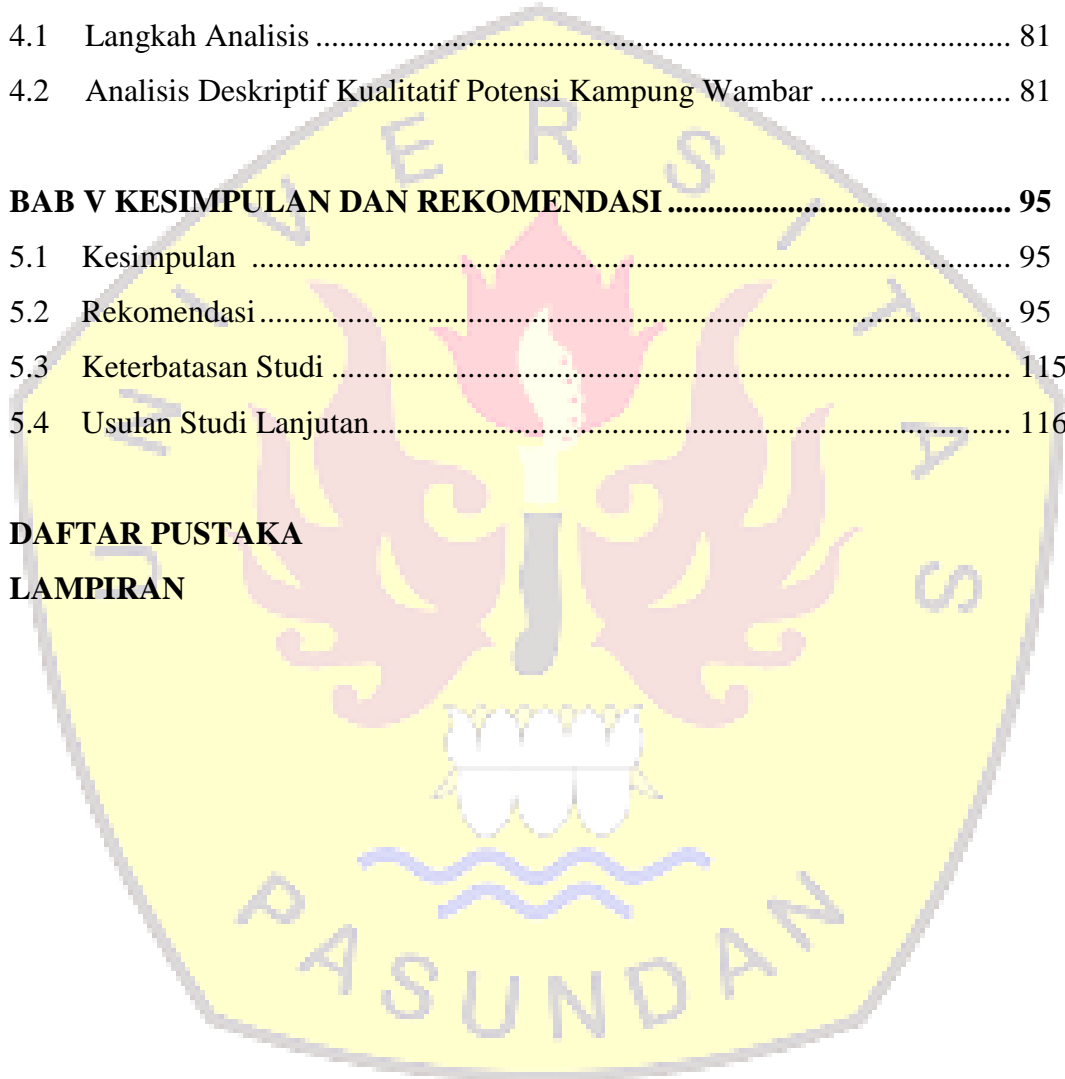 4.1 Langkah Analisis ....................................................................................... 81
4.2 Analisis Deskriptif Kualitatif Potensi Kampung Wambar ........................ 81
BAB V KESIMPULAN DAN REKOMENDASI ........................................... 95
5.1 Kesimpulan ............................................................................................... 95
5.2 Rekomendasi .............................................................................................. 95
5.3 Keterbatasan Studi ..................................................................................... 115
5.4 Usulan Studi Lanjutan ................................................................................ 116
DAFTAR PUSTAKA
LAMPIRAN
UNIVERSITAS
PASUNDAN